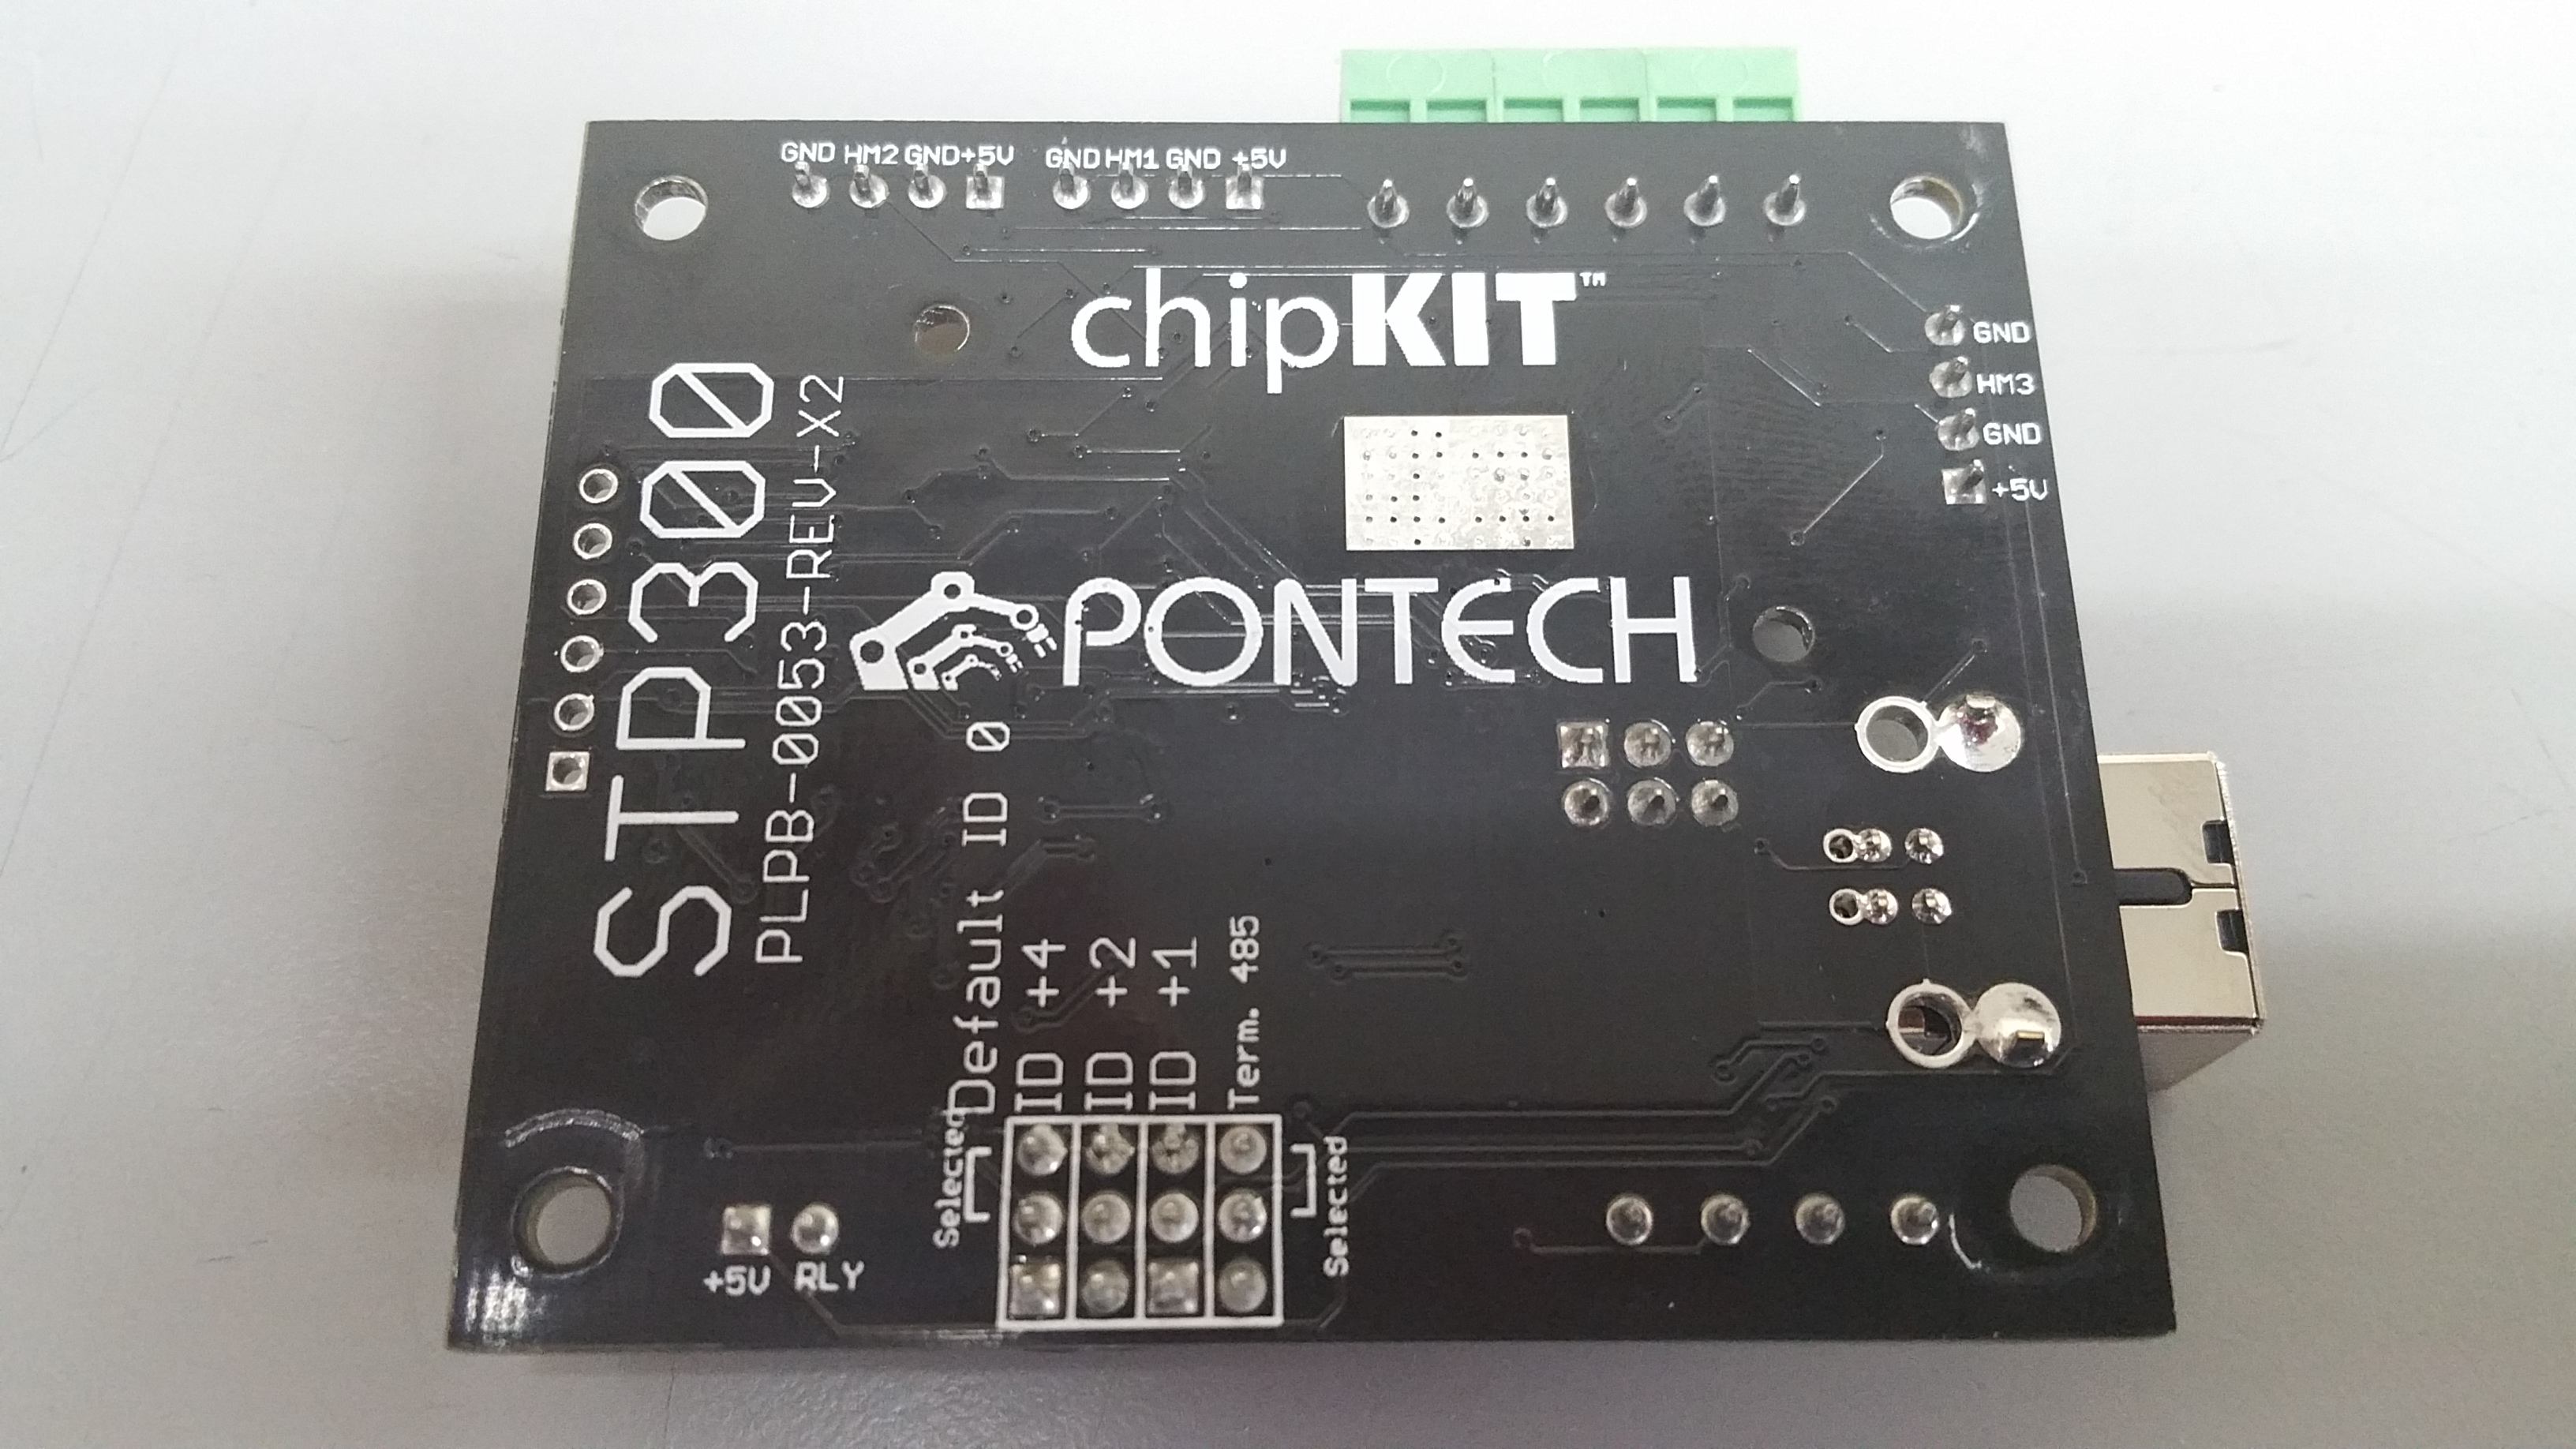 GND HM2 GND +5V GND HM1 GND +5V
chipKIT™
GND
HM3
GND
+5V
STP300
PLPB-0053-REV-X2
PONTECH
Default ID 0
ID +4
ID +2
ID +1
Term. 485
Selected
Selected
+5V RLY